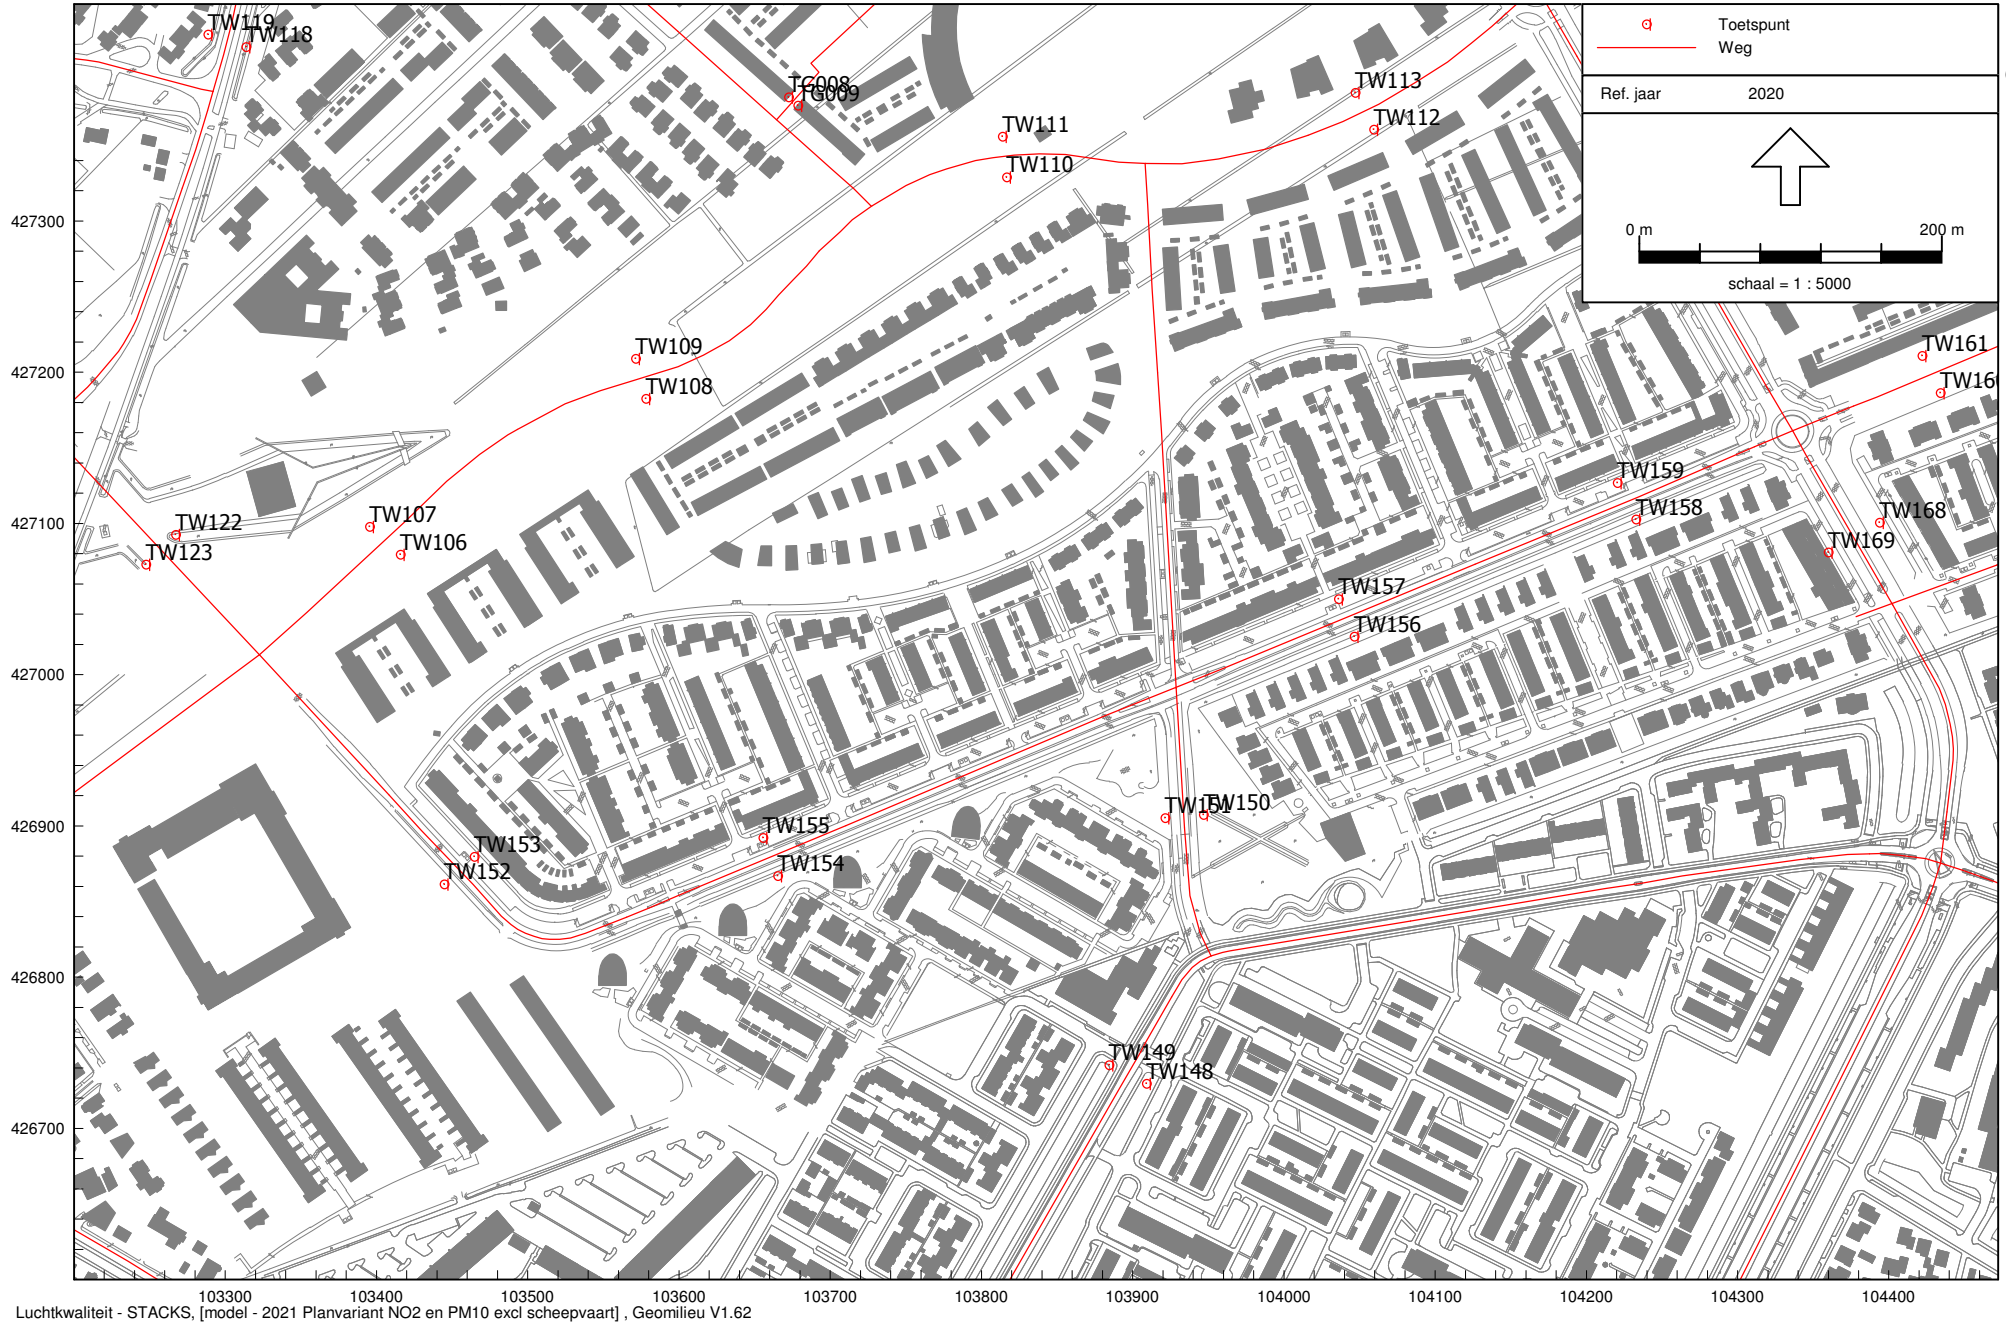 TW119
TW118
Toetspunt
Weg
Ref. jaar 2020
TG008
TG009
TW113
TW112
TW111
TW110
0 m 200 m
schaal = 1 : 5000
427300
427200
427100
427000
426900
426800
426700
TW109
TW108
TW161
TW159
TW158
TW168
TW169
TW122
TW123
TW107
TW106
TW157
TW156
TW151
TW150
TW155
TW154
TW153
TW152
TW149
TW148
103300 103400 103500 103600 103700 103800 103900 104000 104100 104200 104300 104400
Luchtkwaliteit - STACKS, [model - 2021 Planvariant NO2 en PM10 excl scheepvaart] , Geomilieu V1.62